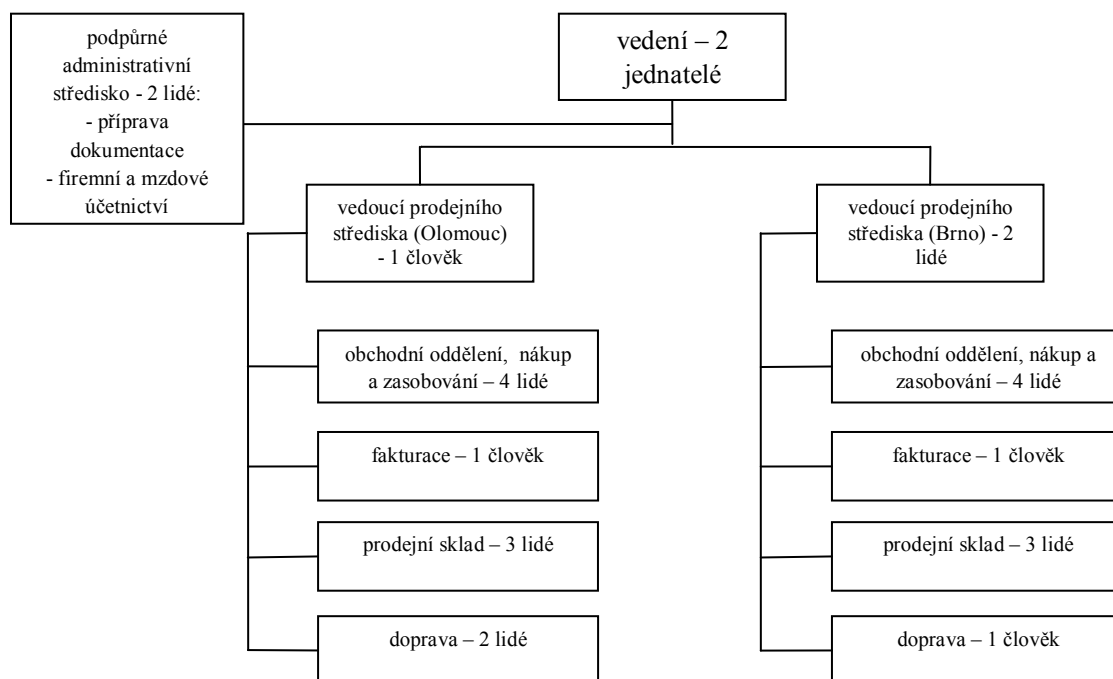 podpůrné
administrativní
středisko - 2 lidé:
- příprava
dokumentace
- firemní a mzdové
účetnictví
vedení – 2
jednatelé
vedoucí prodejního
střediska (Olomouc)
- 1 člověk
obchodní oddělení, nákup
a zasobování – 4 lidé
fakturace – 1 člověk
prodejní sklad – 3 lidé
doprava – 2 lidé
vedoucí prodejního
střediska (Brno) - 2
lidé
obchodní oddělení, nákup a
zasobování – 4 lidé
fakturace – 1 člověk
prodejní sklad – 3 lidé
doprava – 1 člověk